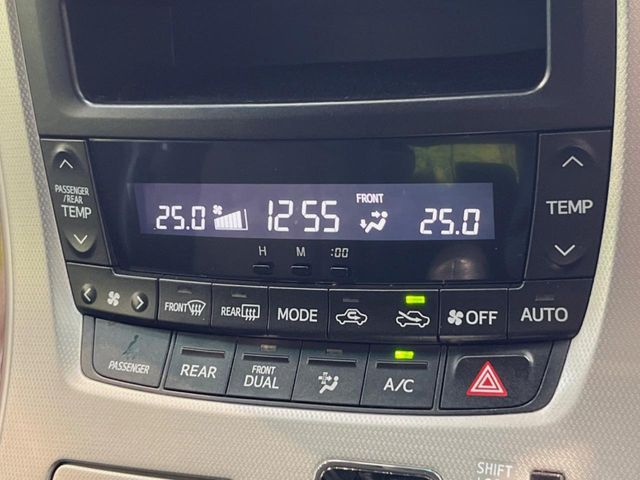 PASSENGER
/REAR
TEMP
25.0
12:55
FRONT
25.0
TEMP
H
M
:00
FRONT
REAR
MODE
OFF
AUTO
PASSENGER
REAR
FRONT
DUAL
A/C
SHIFT